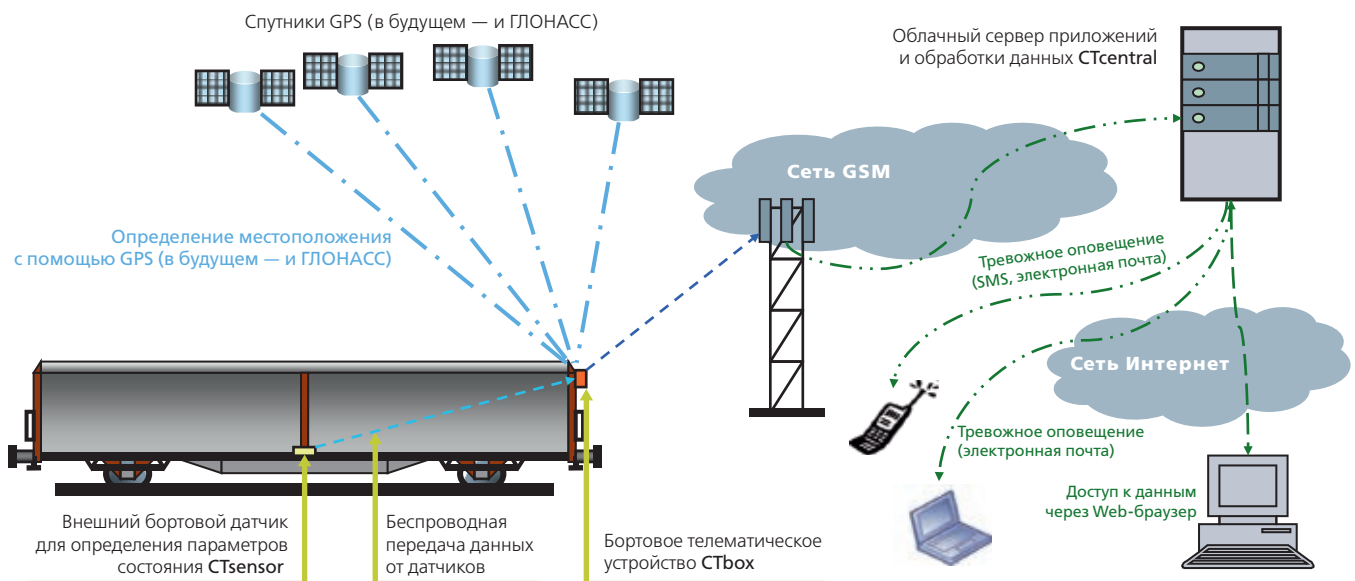 Спутники GPS (в будущем — и ГЛОНАСС)
Облачный сервер приложений
и обработки данных CTcentral
Сеть GSM
Определение местоположения
с помощью GPS (в будущем — и ГЛОНАСС)
Тревожное оповещение
(SMS, электронная почта)
Сеть Интернет
Тревожное оповещение
(электронная почта)
Доступ к данным
через Web-браузер
Внешний бортовой датчик
для определения параметров
состояния CTsensor
Беспроводная
передача данных
от датчиков
Бортовое телематическое
устройство CTbox